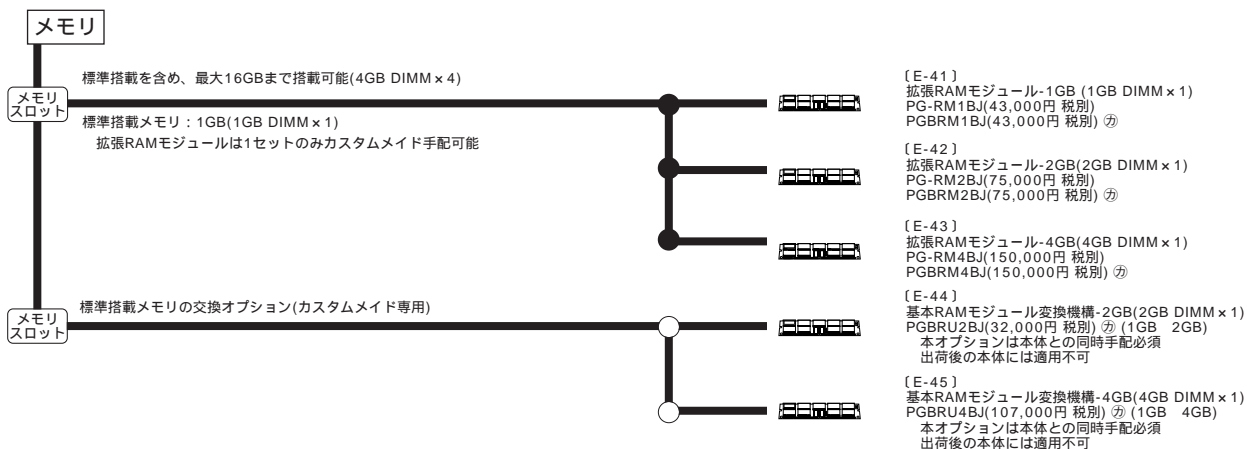 メモリ
メモリ
スロット
標準搭載を含め、最大16GBまで搭載可能(4GB DIMM×4)
標準搭載メモリ：1GB(1GB DIMM×1)
拡張RAMモジュールは1セットのみカスタムメイド手配可能
〔E-41〕
拡張RAMモジュール-1GB (1GB DIMM×1)
PG-RM1BJ(43,000円 税別)
PGBRM1BJ(43,000円 税別) ㋕
〔E-42〕
拡張RAMモジュール-2GB(2GB DIMM×1)
PG-RM2BJ(75,000円 税別)
PGBRM2BJ(75,000円 税別) ㋕
〔E-43〕
拡張RAMモジュール-4GB(4GB DIMM×1)
PG-RM4BJ(150,000円 税別)
PGBRM4BJ(150,000円 税別) ㋕
メモリ
スロット
標準搭載メモリの交換オプション(カスタムメイド専用)
〔E-44〕
基本RAMモジュール変換機構-2GB(2GB DIMM×1)
PGBRU2BJ(32,000円 税別) ㋕ (1GB　2GB)
本オプションは本体との同時手配必須
出荷後の本体には適用不可
〔E-45〕
基本RAMモジュール変換機構-4GB(4GB DIMM×1)
PGBRU4BJ(107,000円 税別) ㋕ (1GB　4GB)
本オプションは本体との同時手配必須
出荷後の本体には適用不可